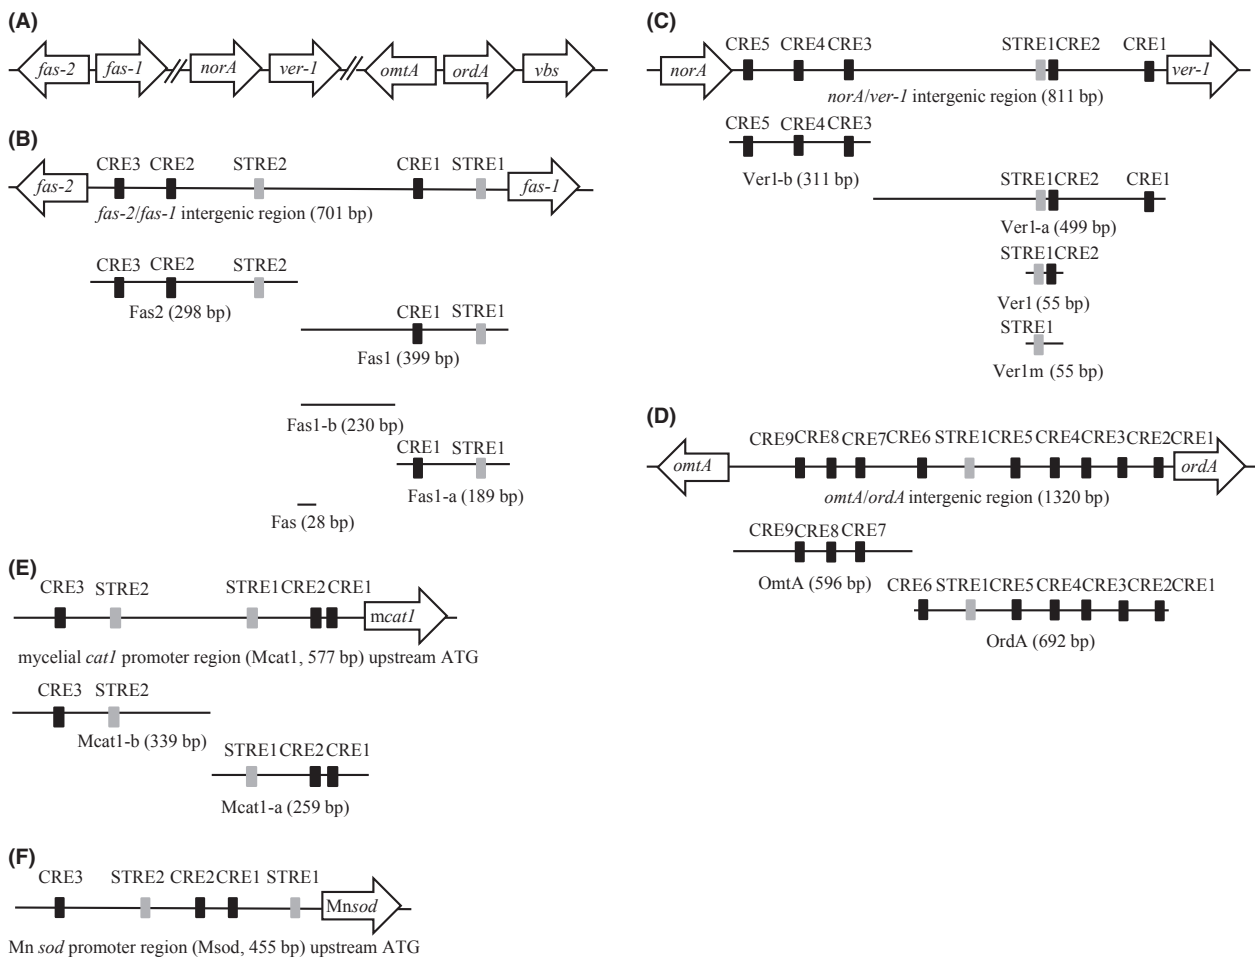 (A)
fas-2 fas-1 norA ver-1 omtA ordA vbs
(B)
CRE3 CRE2 STRE2 CRE1 STRE1
fas-2 fas-1
fas-2/fas-1 intergenic region (701 bp)
CRE3 CRE2 STRE2
Fas2 (298 bp)
CRE1 STRE1
Fas1 (399 bp)
Fas1-b (230 bp)
CRE1 STRE1
Fas1-a (189 bp)
Fas (28 bp)
(C)
CRE5 CRE4 CRE3 STRE1 CRE2 CRE1
norA ver-1
norA/ver-1 intergenic region (811 bp)
CRE5 CRE4 CRE3
Ver1-b (311 bp)
STRE1 CRE2 CRE1
Ver1-a (499 bp)
STRE1 CRE2
Ver1 (55 bp)
STRE1
Ver1m (55 bp)
(D)
CRE9 CRE8 CRE7 CRE6 STRE1 CRE5 CRE4 CRE3 CRE2 CRE1
omtA ordA
omtA/ordA intergenic region (1320 bp)
CRE9 CRE8 CRE7
OmtA (596 bp)
CRE6 STRE1 CRE5 CRE4 CRE3 CRE2 CRE1
OrdA (692 bp)
(E)
CRE3 STRE2 STRE1 CRE2 CRE1
mcat1
mycelial cat1 promoter region (Mcat1, 577 bp) upstream ATG
CRE3 STRE2
Mcat1-b (339 bp)
STRE1 CRE2 CRE1
Mcat1-a (259 bp)
(F)
CRE3 STRE2 CRE2 CRE1 STRE1
Mnsod
Mn sod promoter region (Msod, 455 bp) upstream ATG